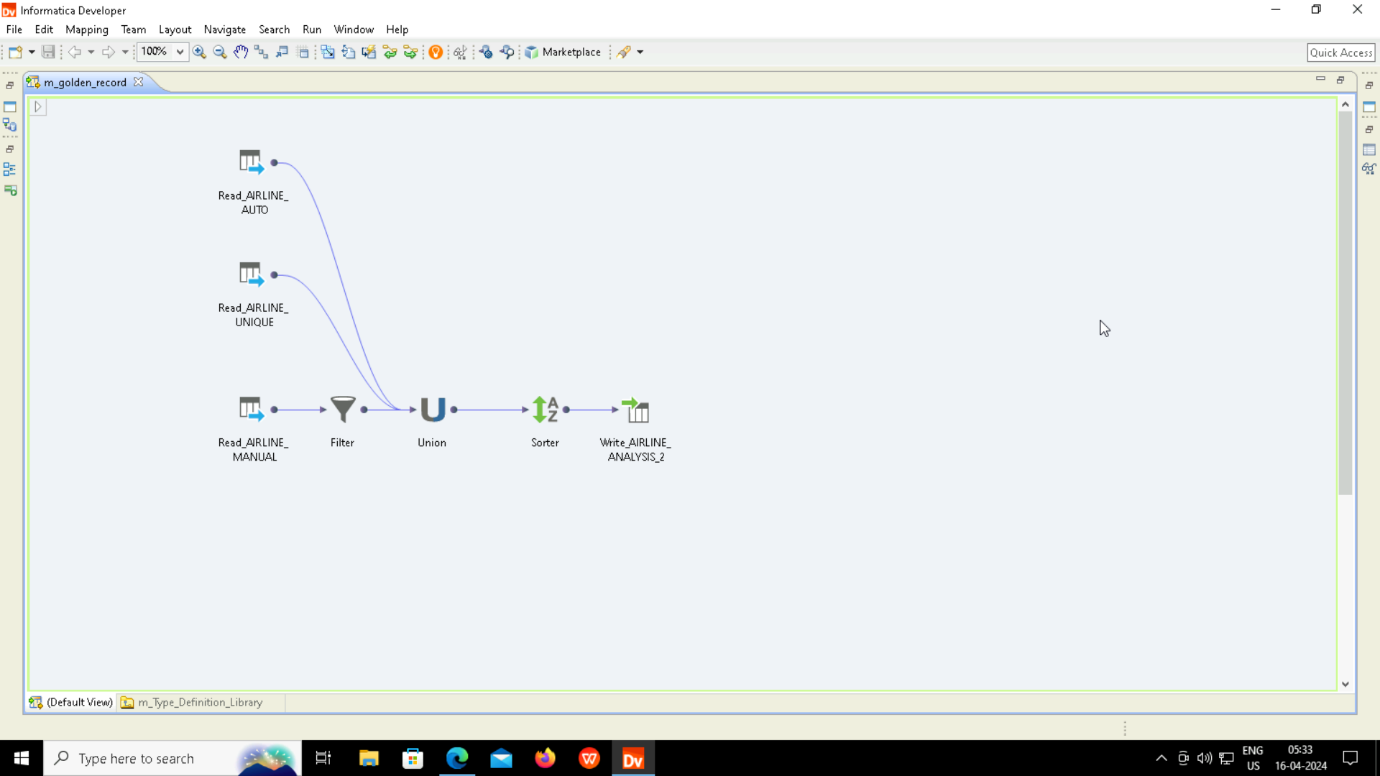 Dv Informatica Developer
File Edit Mapping Team Layout Navigate Search Run Window Help
100% Marketplace Quick Access
m_golden_record
Read_AIRLINE_
AUTO
Read_AIRLINE_
UNIQUE
Read_AIRLINE_
MANUAL
Filter
U
Union
A
Z
Sorter
Write_AIRLINE_
ANALYSIS_2
(Default View) m_Type_Definition_Library
Type here to search
W
Dv
ENG
US
05:33
16-04-2024